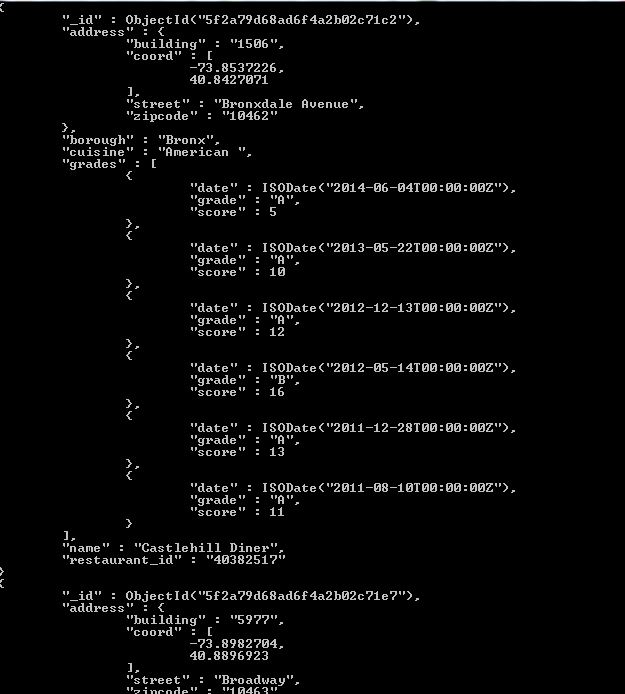 {
"_id" : ObjectId("5f2a79d68ad6f4a2b02c71c2"),
"address" : {
"building" : "1506",
"coord" : [
-73.8537226,
40.8427071
],
"street" : "Bronxdale Avenue",
"zipcode" : "10462"
},
"borough" : "Bronx",
"cuisine" : "American ",
"grades" : [
{
"date" : ISODate("2014-06-04T00:00:00Z"),
"grade" : "A",
"score" : 5
},
{
"date" : ISODate("2013-05-22T00:00:00Z"),
"grade" : "A",
"score" : 10
},
{
"date" : ISODate("2012-12-13T00:00:00Z"),
"grade" : "A",
"score" : 12
},
{
"date" : ISODate("2012-05-14T00:00:00Z"),
"grade" : "B",
"score" : 16
},
{
"date" : ISODate("2011-12-28T00:00:00Z"),
"grade" : "A",
"score" : 13
},
{
"date" : ISODate("2011-08-10T00:00:00Z"),
"grade" : "A",
"score" : 11
}
],
"name" : "Castlehill Diner",
"restaurant_id" : "40382517"
}
{
"_id" : ObjectId("5f2a79d68ad6f4a2b02c71e7"),
"address" : {
"building" : "5977",
"coord" : [
-73.8982704,
40.8896923
],
"street" : "Broadway",
"zipcode" : "10463"